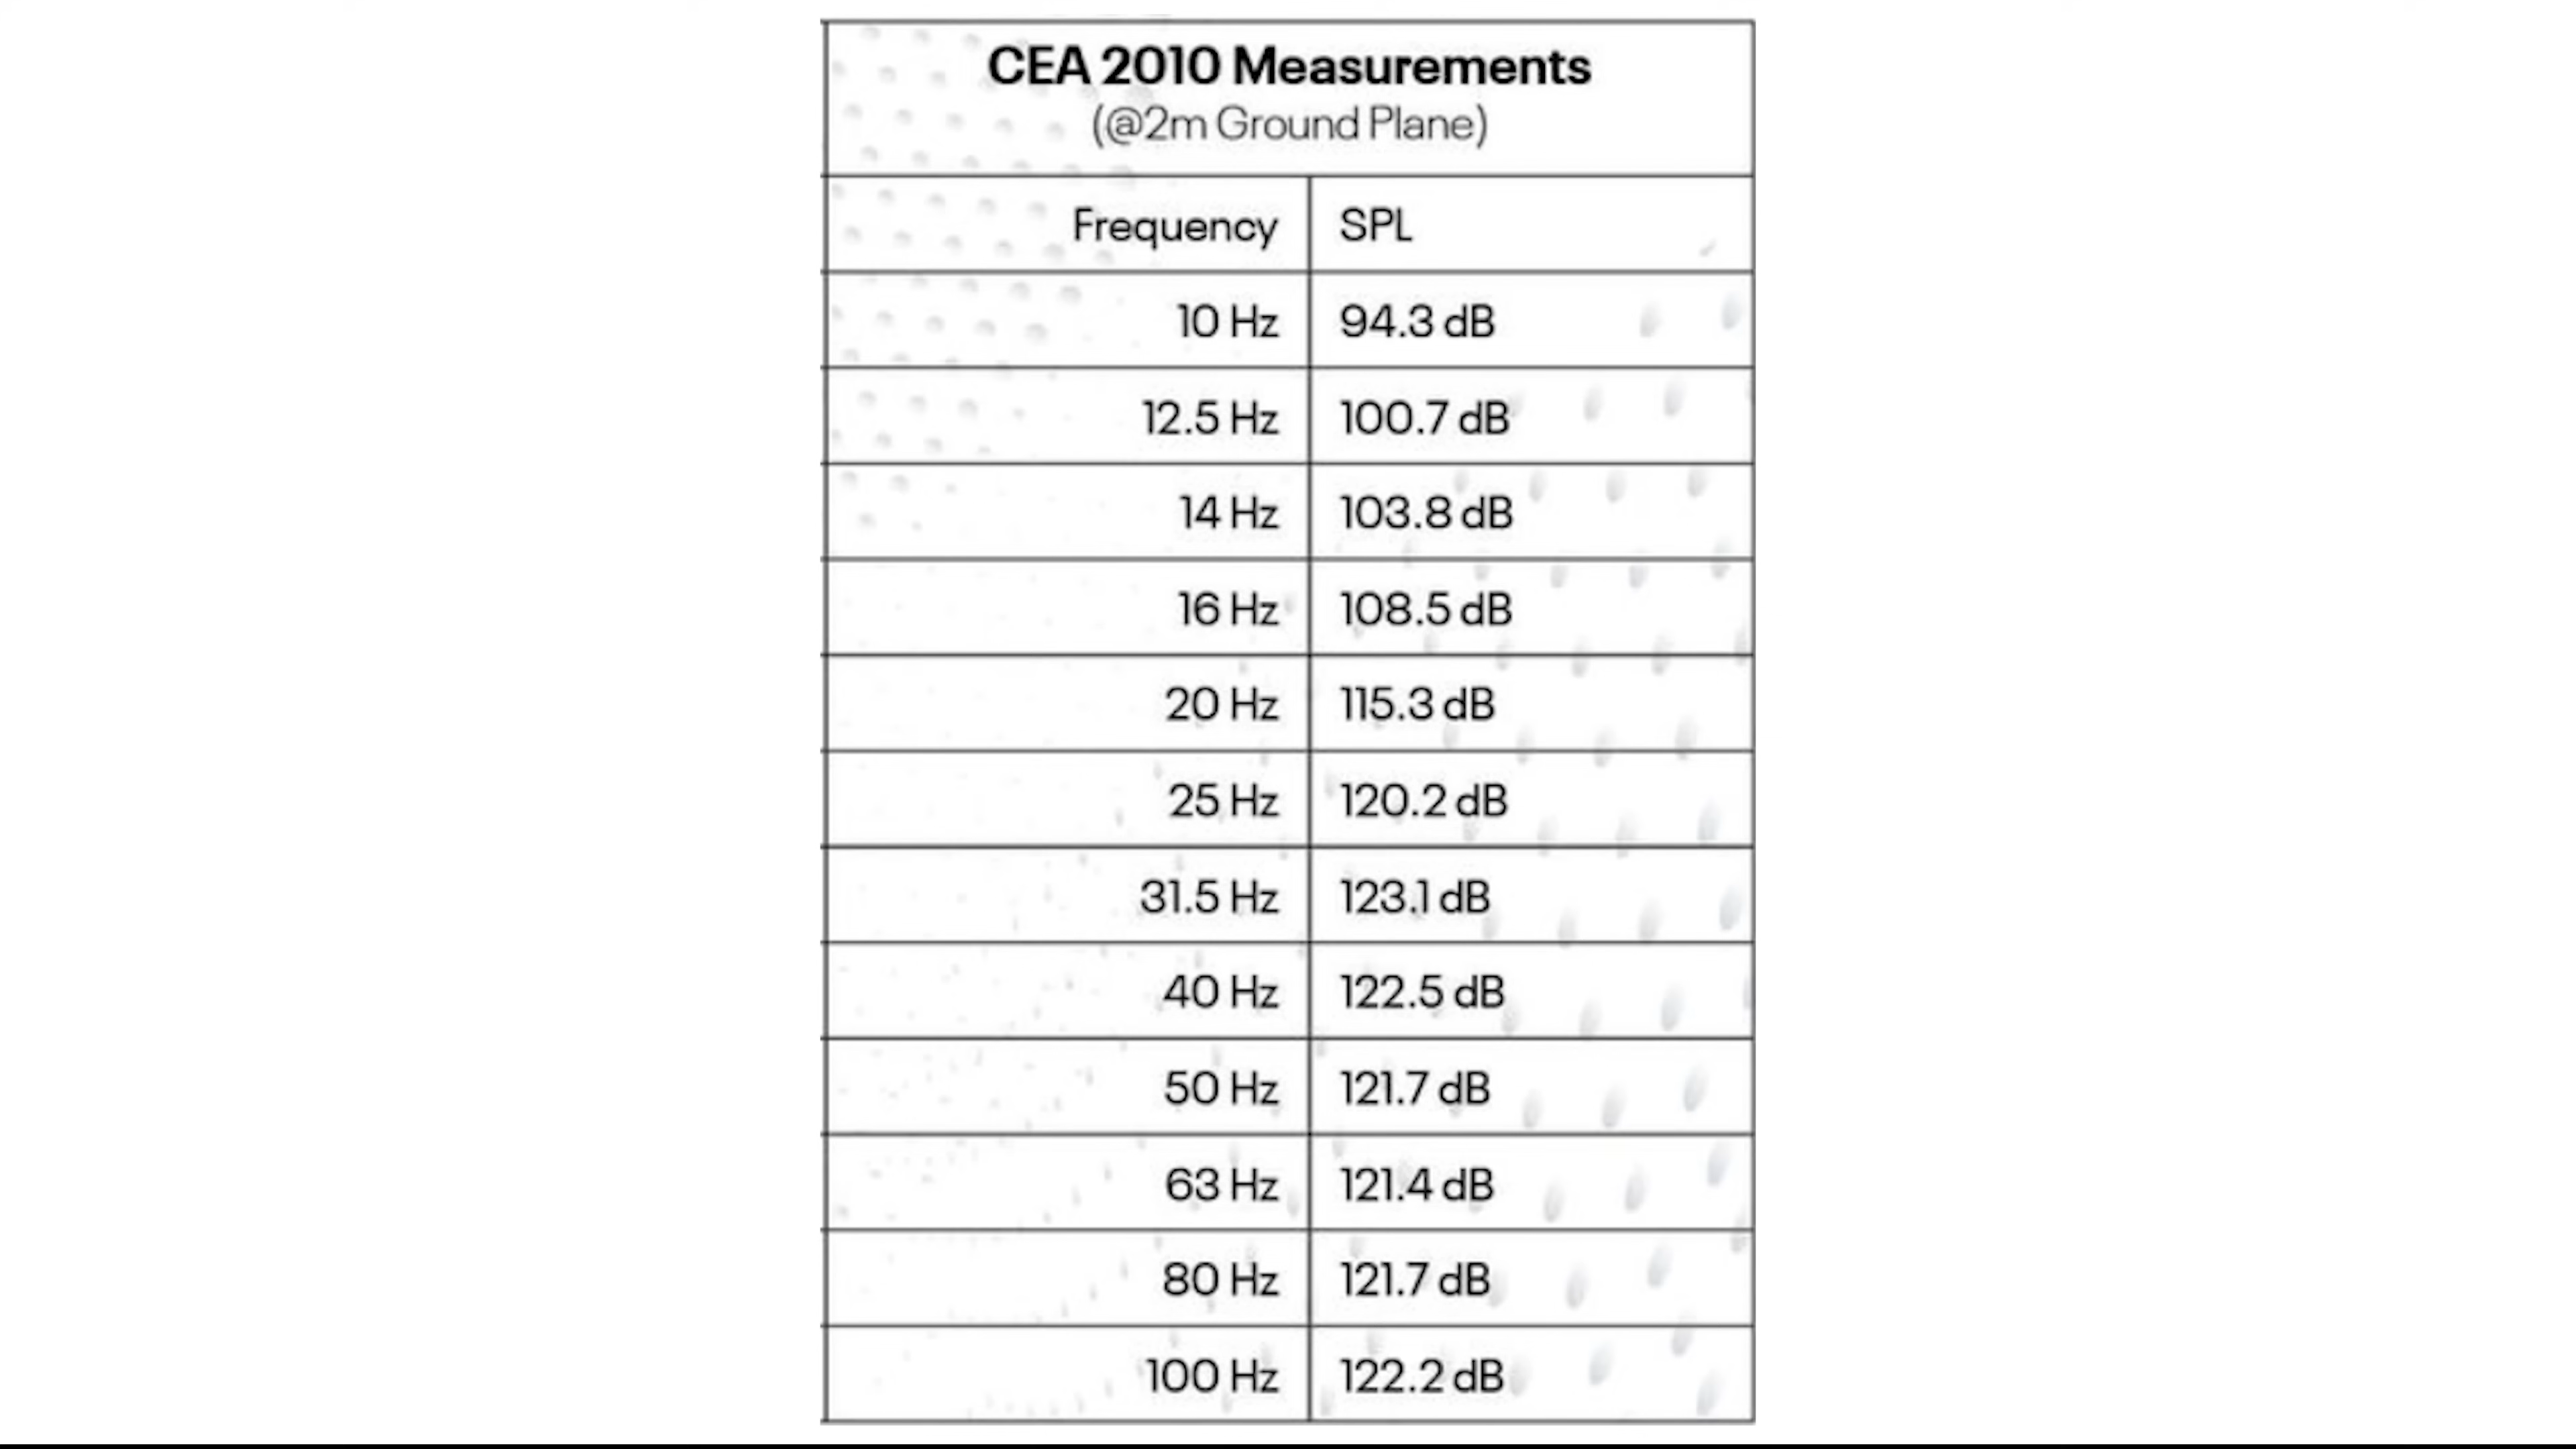 CEA 2010 Measurements
(@2m Ground Plane)
Frequency SPL
10 Hz 94.3 dB
12.5 Hz 100.7 dB
14 Hz 103.8 dB
16 Hz 108.5 dB
20 Hz 115.3 dB
25 Hz 120.2 dB
31.5 Hz 123.1 dB
40 Hz 122.5 dB
50 Hz 121.7 dB
63 Hz 121.4 dB
80 Hz 121.7 dB
100 Hz 122.2 dB